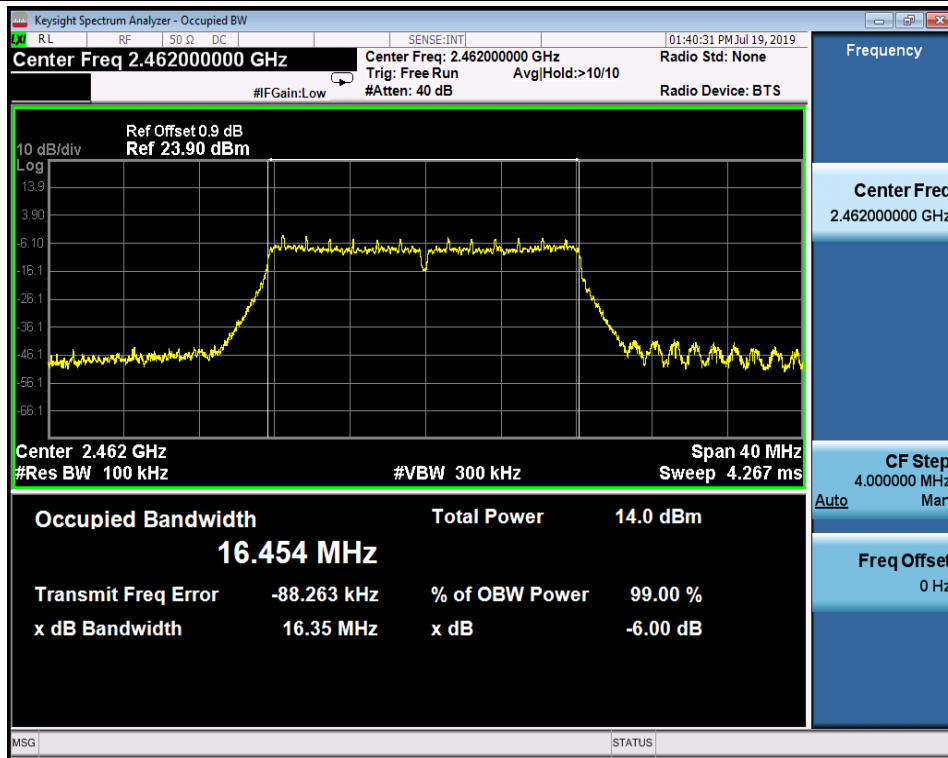 Keysight Spectrum Analyzer - Occupied BW
LXI RL RF 50 Ω DC SENSE:INT 01:40:31 PM Jul 19, 2019
Center Freq 2.462000000 GHz
#IFGain:Low
Center Freq: 2.462000000 GHz
Trig: Free Run Avg|Hold:>10/10
#Atten: 40 dB
Radio Std: None
Radio Device: BTS
Ref Offset 0.9 dB
10 dB/div Ref 23.90 dBm
Log
13.9
3.90
-6.10
-16.1
-26.1
-36.1
-46.1
-56.1
-66.1
Center 2.462 GHz Span 40 MHz
#Res BW 100 kHz #VBW 300 kHz Sweep 4.267 ms
Occupied Bandwidth Total Power 14.0 dBm
16.454 MHz
Transmit Freq Error -88.263 kHz % of OBW Power 99.00 %
x dB Bandwidth 16.35 MHz x dB -6.00 dB
MSG STATUS
Frequency
Center Freq
2.462000000 GHz
CF Step
4.000000 MHz
Auto Man
Freq Offset
0 Hz